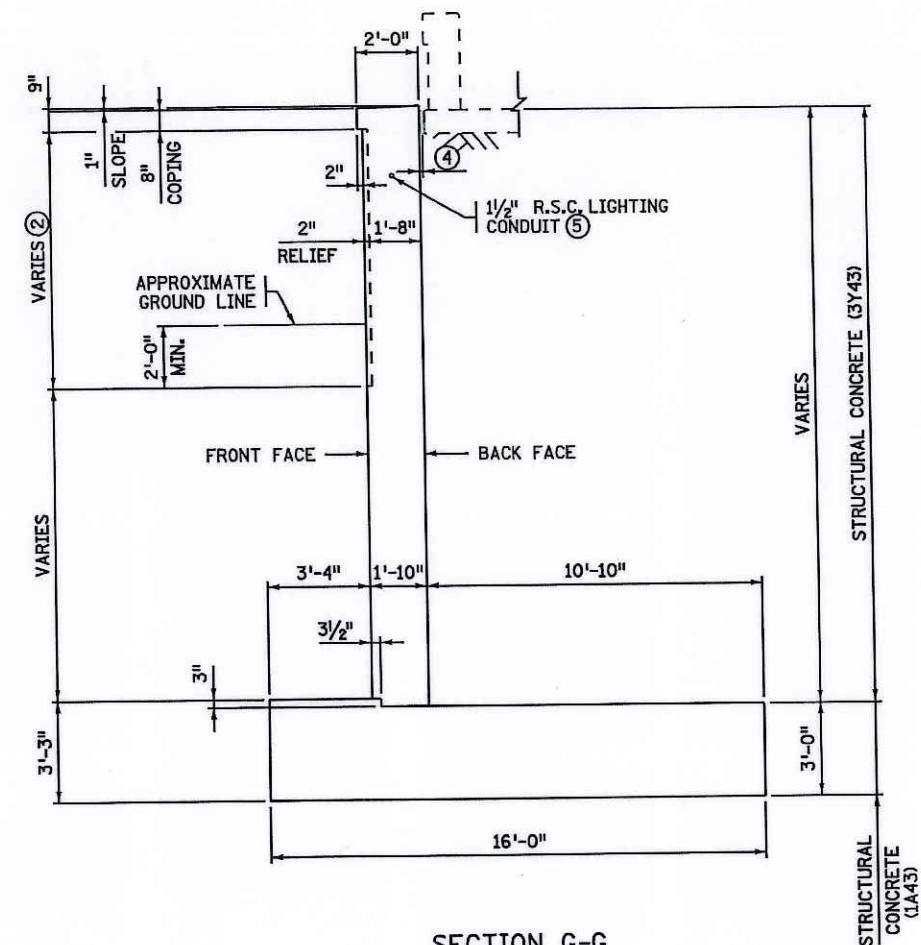 2'-0"
9"
1"
SLOPE
8"
COPING
4
2"
1½" R.S.C. LIGHTING
CONDUIT 5
2"
RELIEF
1'-8"
VARIES 2
APPROXIMATE
GROUND LINE
2'-0"
MIN.
VARIES
STRUCTURAL CONCRETE (3Y43)
FRONT FACE
BACK FACE
VARIES
3'-4"
1'-10"
10'-10"
3½"
3"
3'-3"
3'-0"
16'-0"
STRUCTURAL
CONCRETE
(1A43)
SECTION G-G